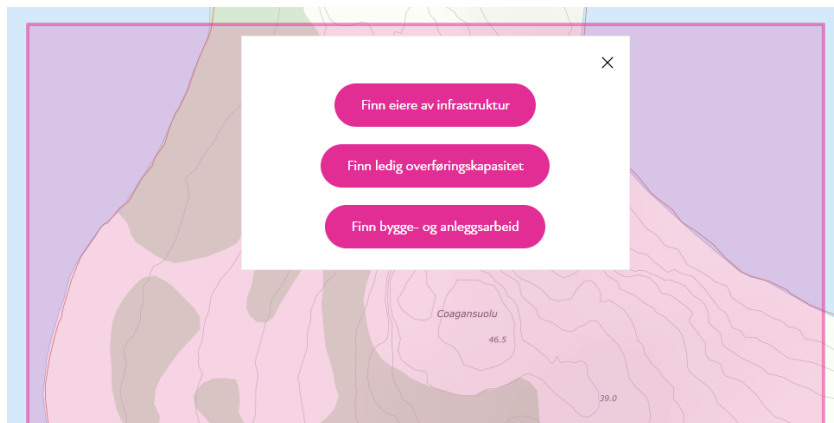 Finn eiere av infrastruktur
Finn ledig overføringskapasitet
Finn bygge- og anleggsarbeid
Coagansuolu
46.5
39.0